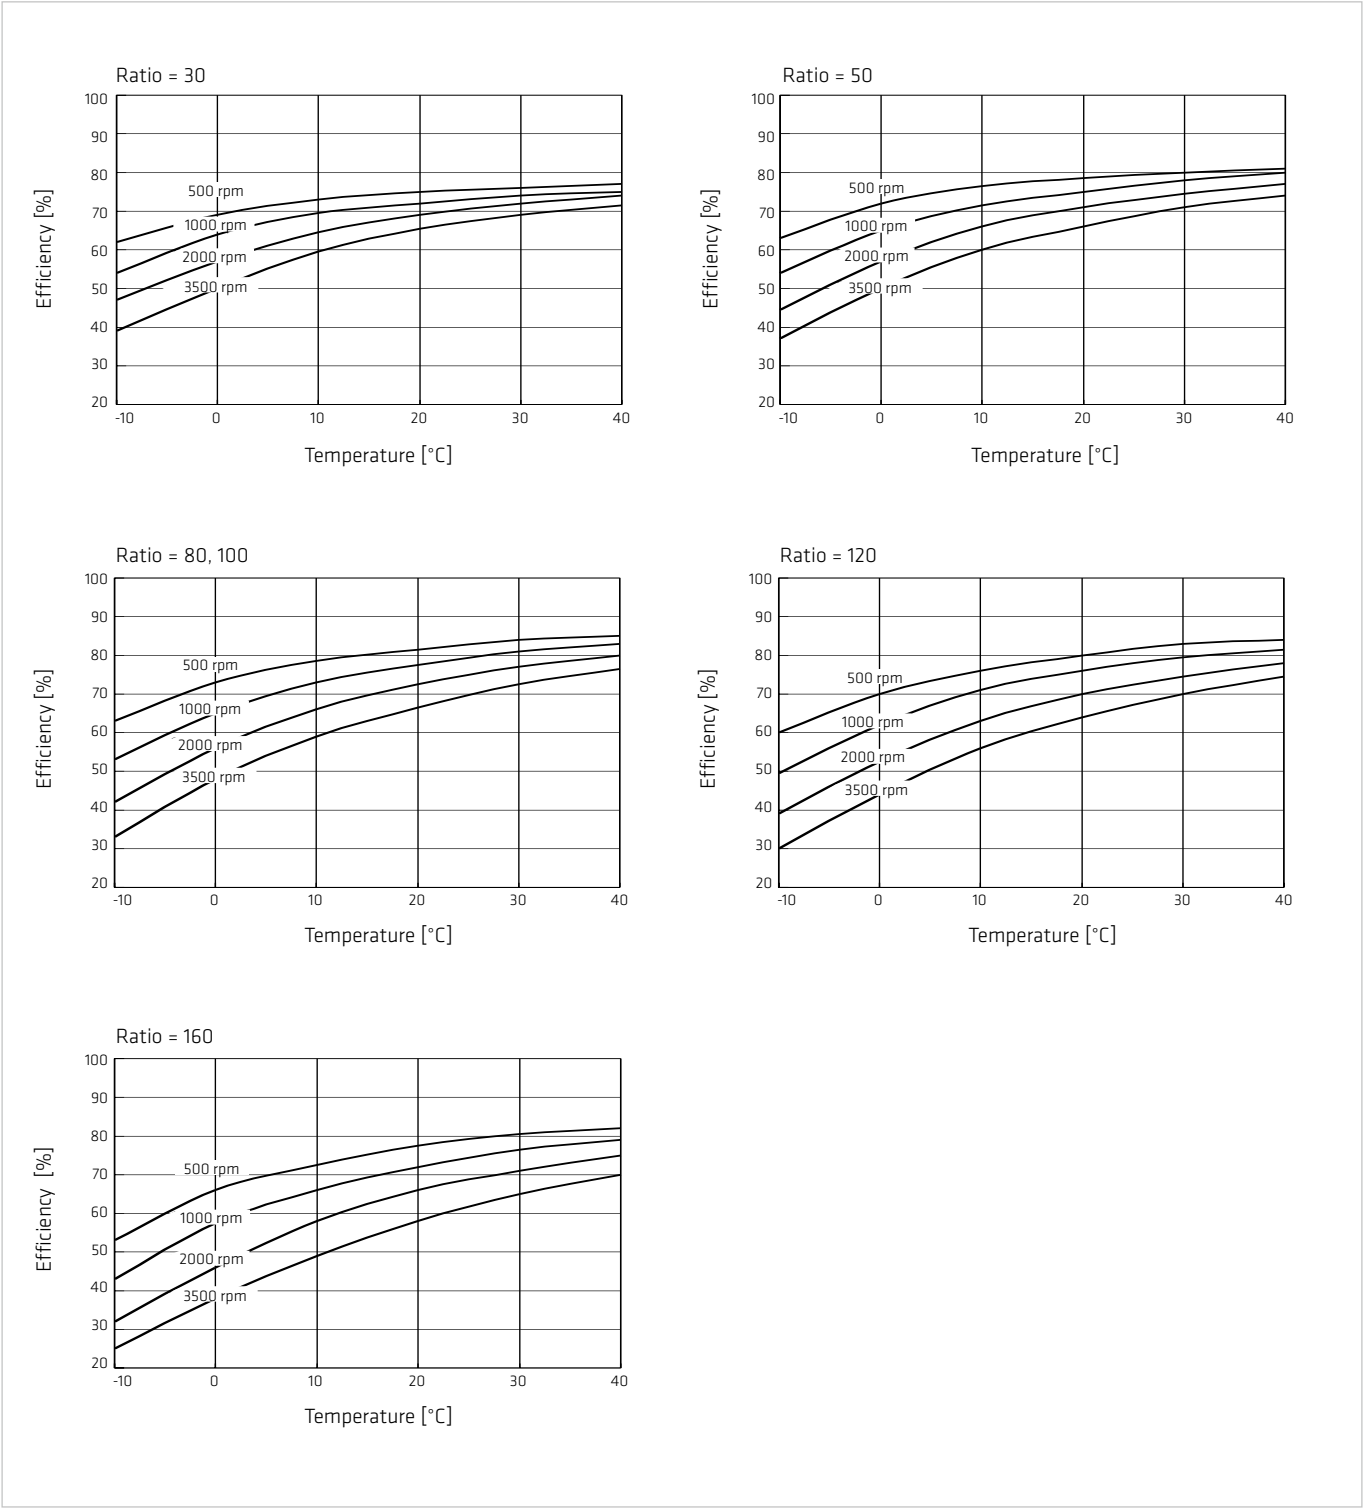 Ratio = 30
100
90
80
70
60
50
40
30
20
Efficiency [%]
500 rpm
1000 rpm
2000 rpm
3500 rpm
-10 0 10 20 30 40
Temperature [°C]
Ratio = 50
100
90
80
70
60
50
40
30
20
Efficiency [%]
500 rpm
1000 rpm
2000 rpm
3500 rpm
-10 0 10 20 30 40
Temperature [°C]
Ratio = 80, 100
100
90
80
70
60
50
40
30
20
Efficiency [%]
500 rpm
1000 rpm
2000 rpm
3500 rpm
-10 0 10 20 30 40
Temperature [°C]
Ratio = 120
100
90
80
70
60
50
40
30
20
Efficiency [%]
500 rpm
1000 rpm
2000 rpm
3500 rpm
-10 0 10 20 30 40
Temperature [°C]
Ratio = 160
100
90
80
70
60
50
40
30
20
Efficiency [%]
500 rpm
1000 rpm
2000 rpm
3500 rpm
-10 0 10 20 30 40
Temperature [°C]